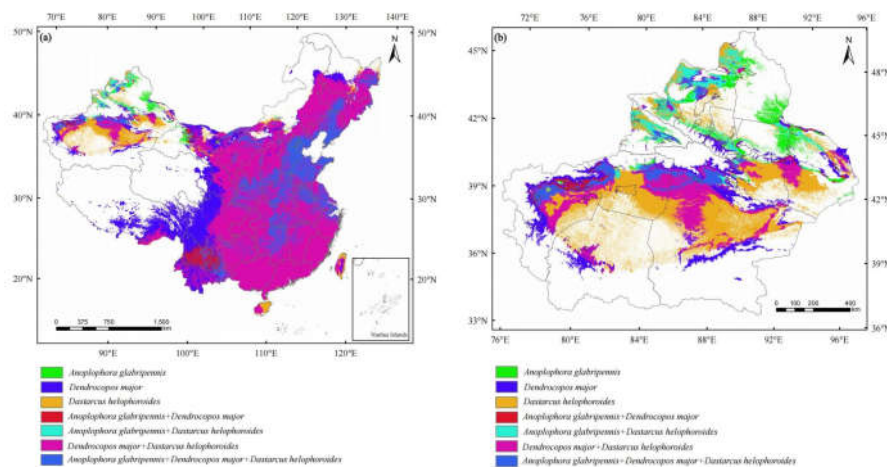 80°E 90°E 100°E 110°E 120°E 130°E
(a)
N
50°N
50°N
40°N
40°N
30°N
30°N
20°N
20°N
0 375 750 1,500
km
Nanhai Islands
90°E 100°E 110°E 120°E
Anoplophora glabripennis
Dendrocopos major
Dastarcus helophoroides
Anoplophora glabripennis+Dendrocopos major
Anoplophora glabripennis+Dastarcus helophoroides
Dendrocopos major+Dastarcus helophoroides
Anoplophora glabripennis+Dendrocopos major+Dastarcus helophoroides
72°E 76°E 80°E 84°E 88°E 92°E 96°E
(b)
N
45°N
48°N
42°N
45°N
39°N
42°N
36°N
39°N
33°N
36°N
0 100 200 400
km
76°E 80°E 84°E 88°E 92°E 96°E
Anoplophora glabripennis
Dendrocopos major
Dastarcus helophoroides
Anoplophora glabripennis+Dendrocopos major
Anoplophora glabripennis+Dastarcus helophoroides
Dendrocopos major+Dastarcus helophoroides
Anoplophora glabripennis+Dendrocopos major+Dastarcus helophoroides